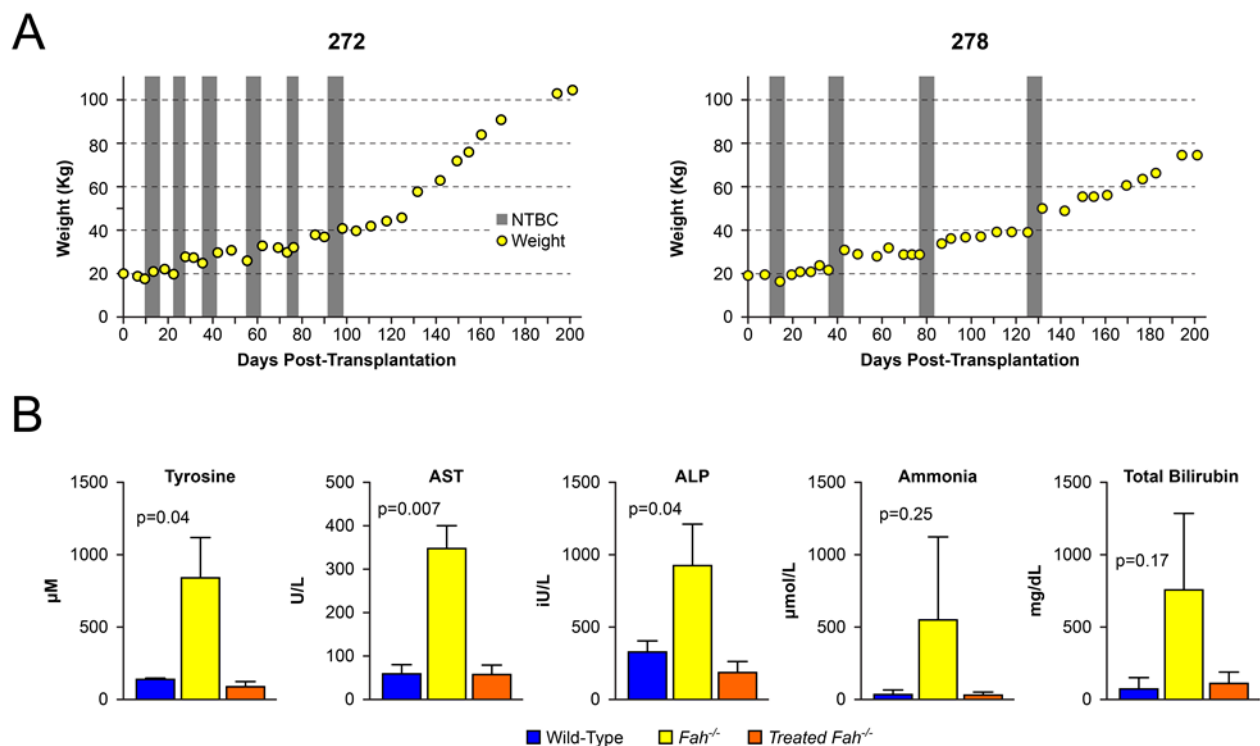 A
272
278
100
80
60
40
20
0
Weight (Kg)
NTBC
Weight
0 20 40 60 80 100 120 140 160 180 200
Days Post-Transplantation
100
80
60
40
20
0
Weight (Kg)
0 20 40 60 80 100 120 140 160 180 200
Days Post-Transplantation
B
Tyrosine
1500
1000
500
0
µM
p=0.04
AST
500
400
300
200
100
0
U/L
p=0.007
ALP
1500
1000
500
0
iU/L
p=0.04
Ammonia
1500
1000
500
0
µmol/L
p=0.25
Total Bilirubin
1500
1000
500
0
mg/dL
p=0.17
Wild-Type Fah-/- Treated Fah-/-